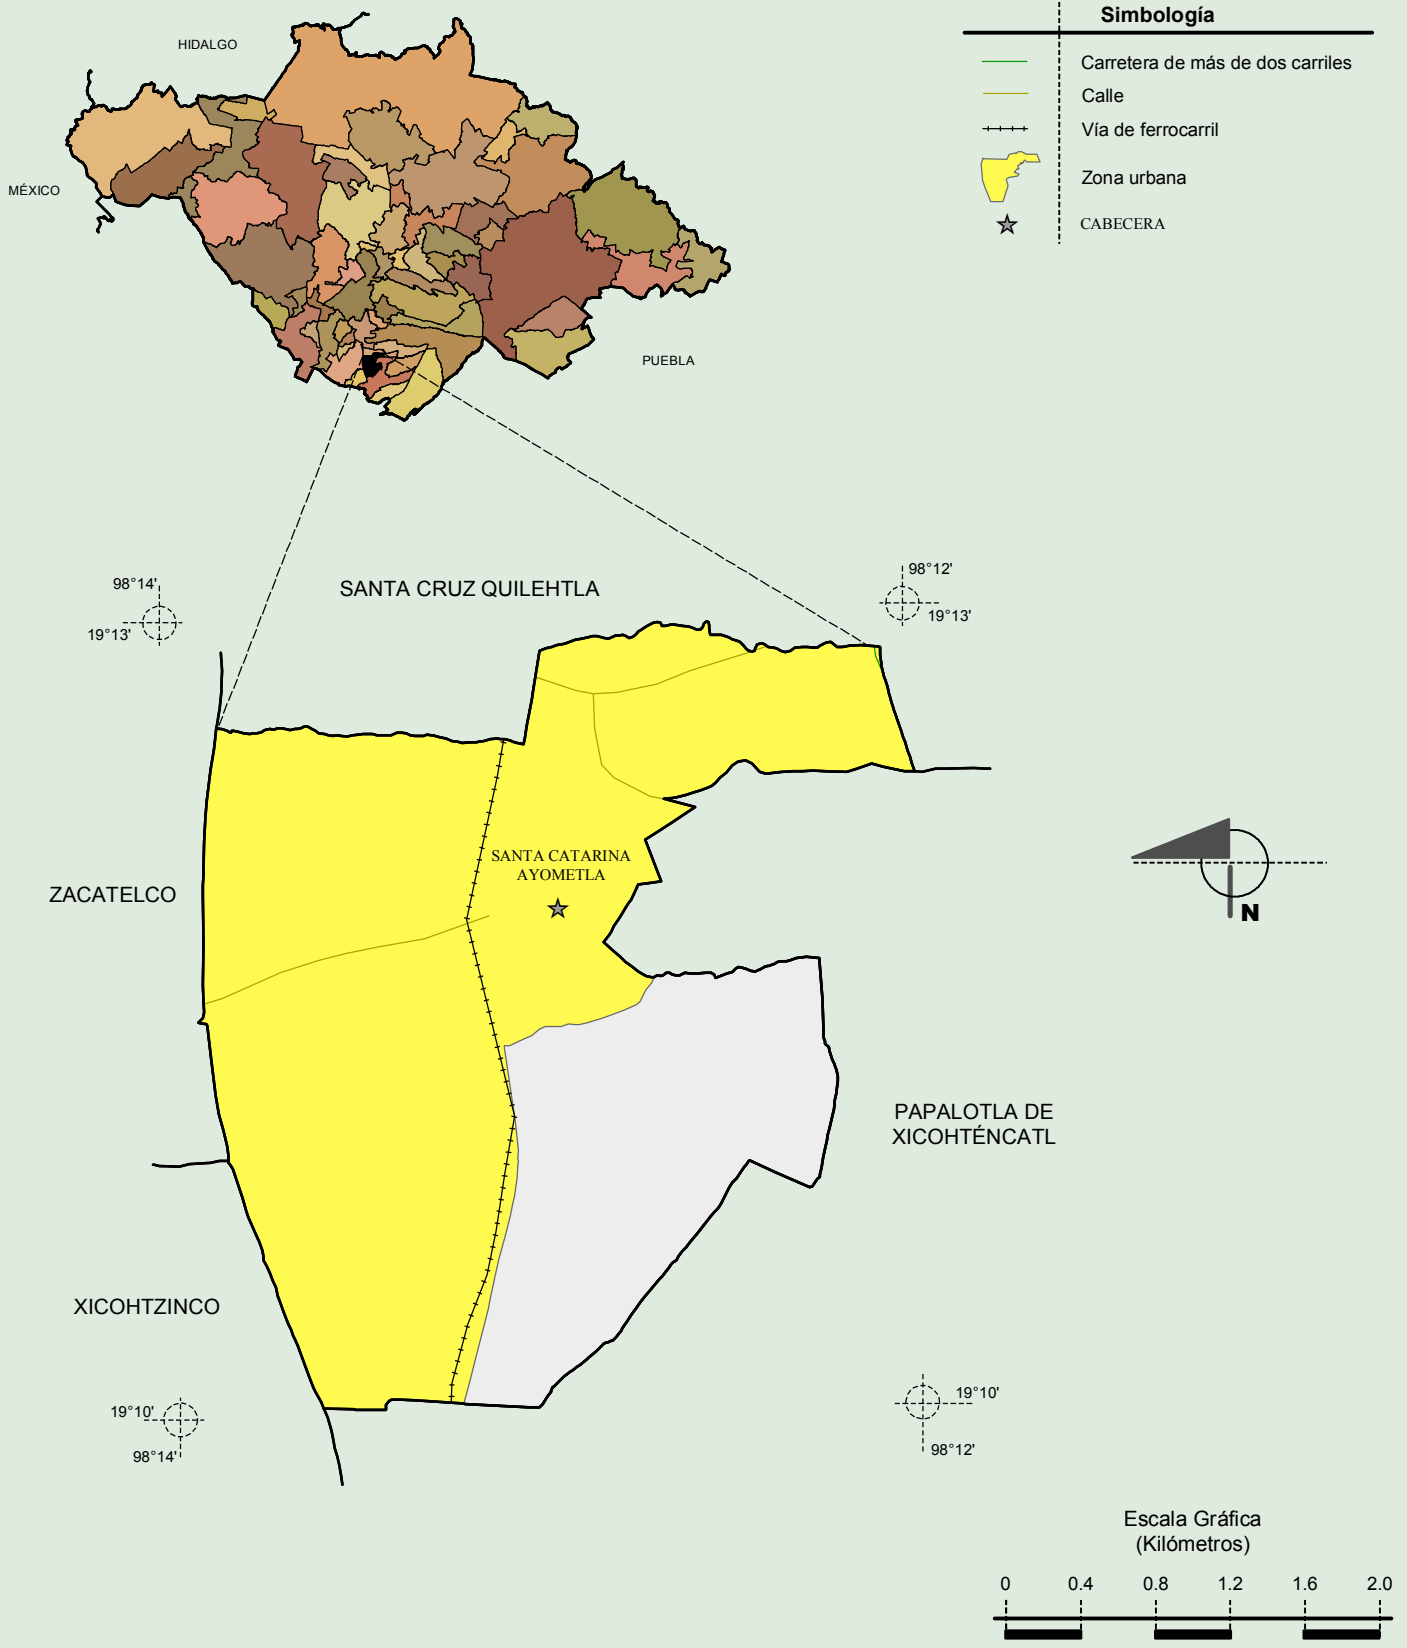 Simbología
Carretera de más de dos carriles
Calle
Vía de ferrocarril
Zona urbana
CABECERA
HIDALGO
MÉXICO
PUEBLA
98°14'
19°13'
SANTA CRUZ QUILEHTLA
98°12'
19°13'
SANTA CATARINA
AYOMETLA
ZACATELCO
N
PAPALOTLA DE
XICOHTÉNCATL
XICOHTZINCO
19°10'
98°14'
19°10'
98°12'
Escala Gráfica
(Kilómetros)
0 0.4 0.8 1.2 1.6 2.0